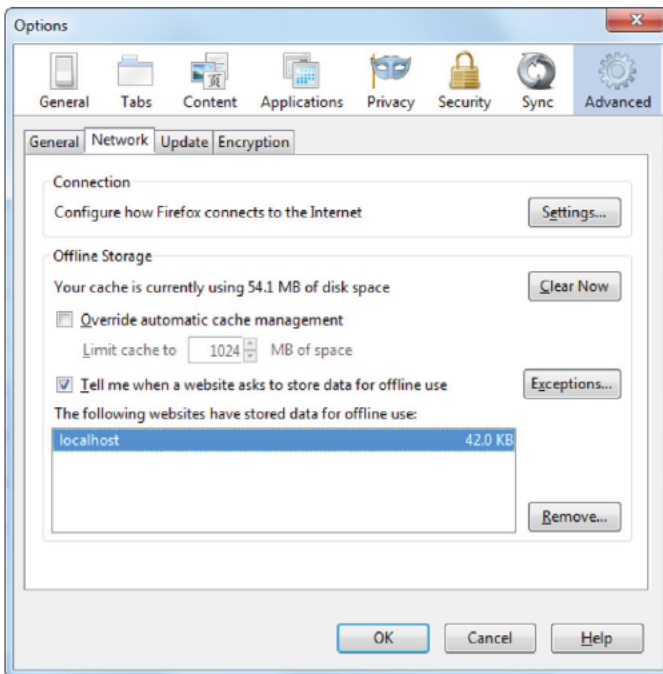 Options
General Tabs Content Applications Privacy Security Sync Advanced
General Network Update Encryption
Connection
Configure how Firefox connects to the Internet Settings...
Offline Storage
Your cache is currently using 54.1 MB of disk space Clear Now
Override automatic cache management
Limit cache to 1024 MB of space
Tell me when a website asks to store data for offline use Exceptions...
The following websites have stored data for offline use:
localhost 42.0 KB
Remove...
OK Cancel Help